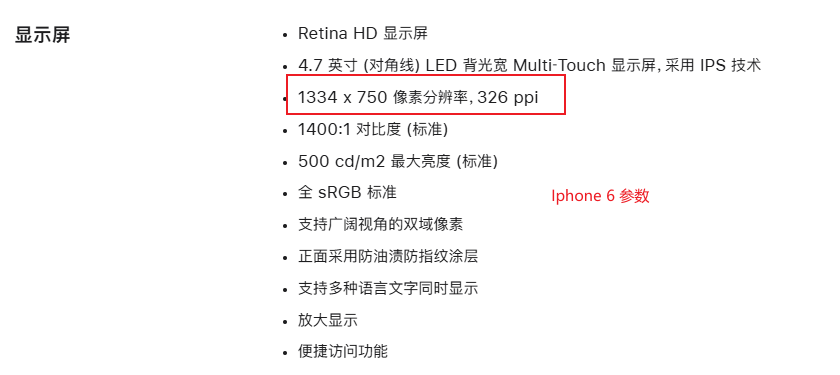 显示屏
Retina HD 显示屏
4.7 英寸 (对角线) LED 背光宽 Multi-Touch 显示屏, 采用 IPS 技术
1334 x 750 像素分辨率, 326 ppi
1400:1 对比度 (标准)
500 cd/m2 最大亮度 (标准)
全 sRGB 标准
Iphone 6 参数
支持广阔视角的双域像素
正面采用防油渍防指纹涂层
支持多种语言文字同时显示
放大显示
便捷访问功能